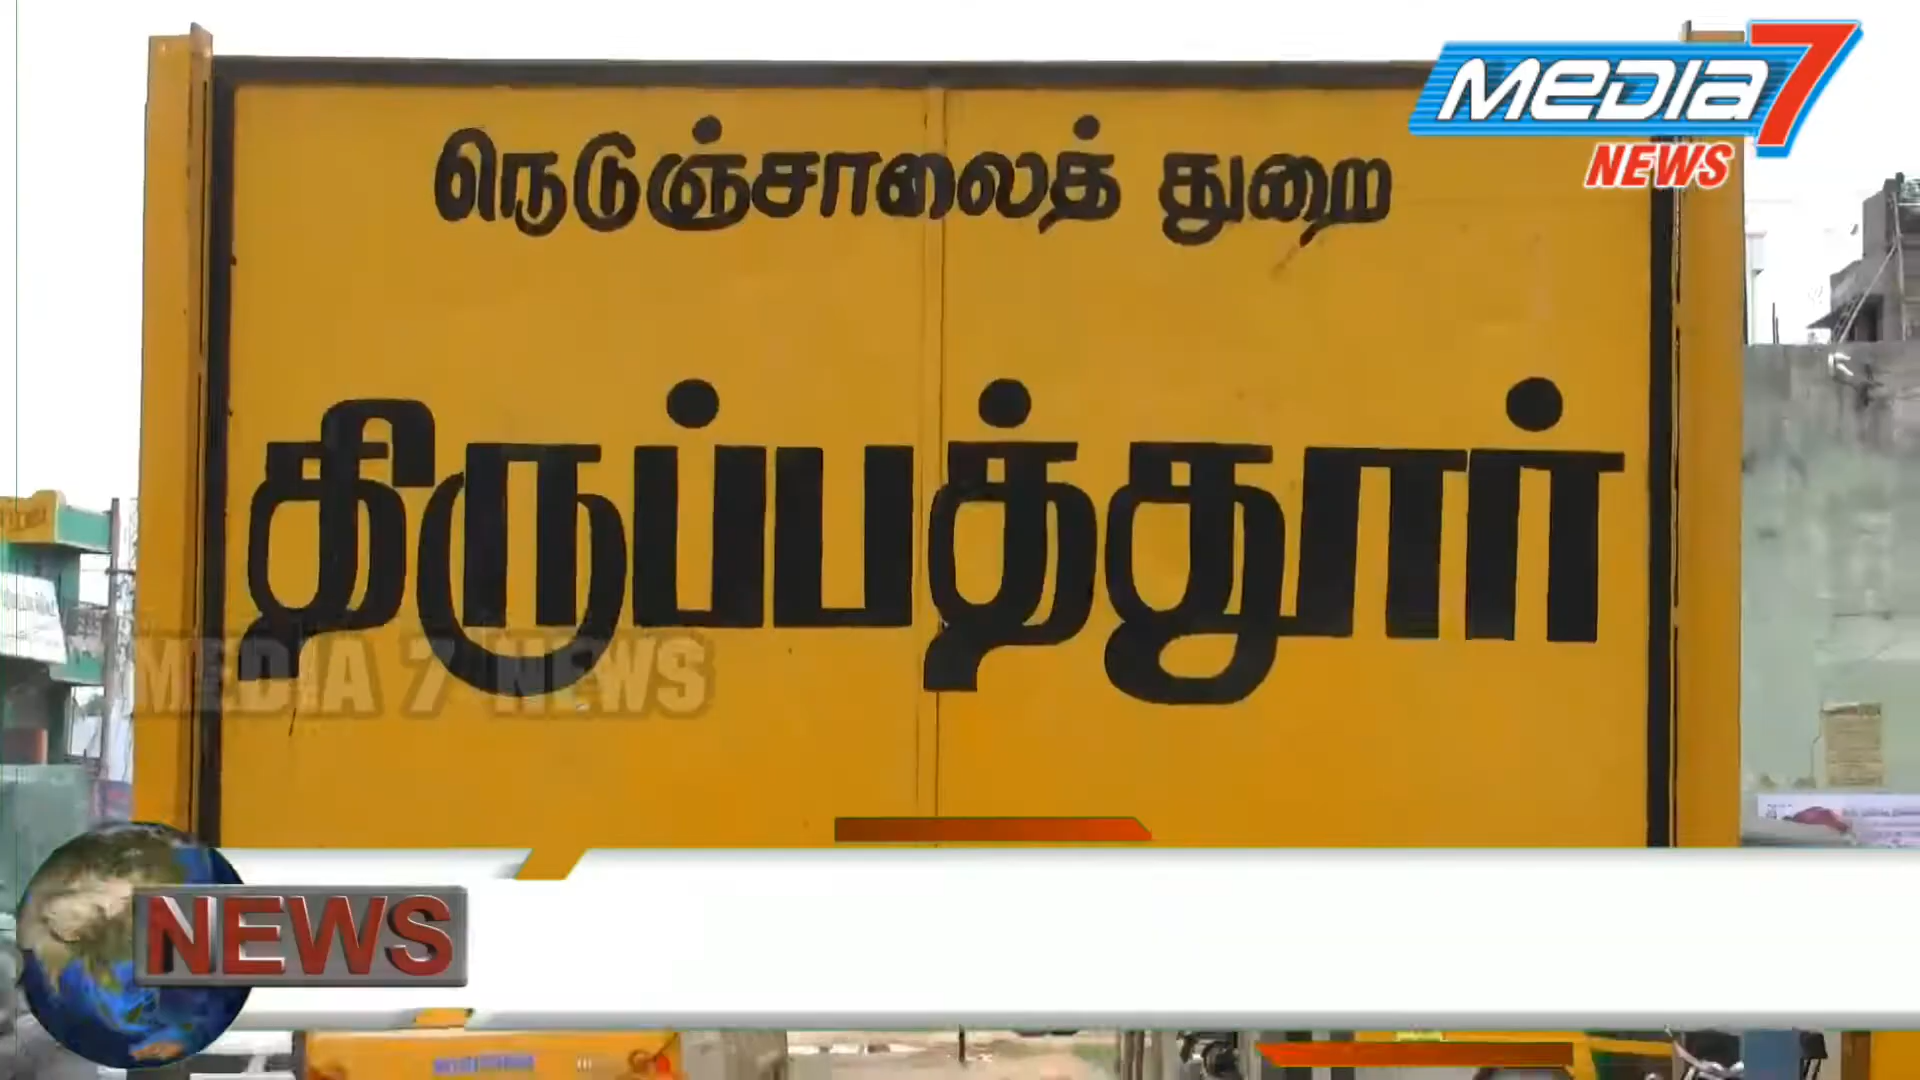 MEDIA 7
NEWS
நெடுஞ்சாலைத் துறை
திருப்பத்தூர்
MEDIA 7 NEWS
NEWS